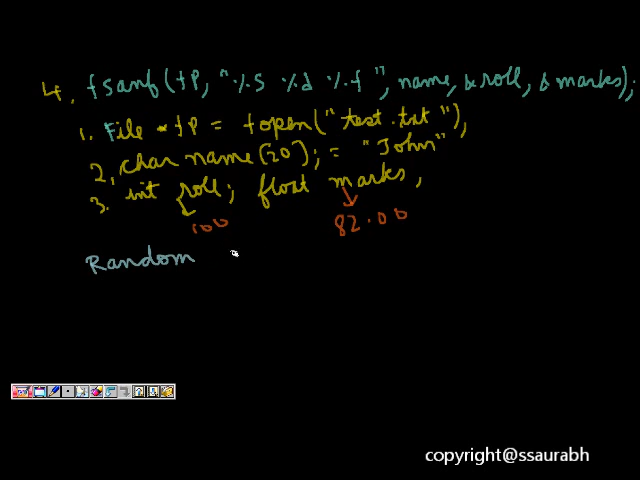 4. fsanf(fP, "%s %d %.f", name, &roll, & marks);
1. File * fP = fopen("test.txt");
2. char name(20); = "John"
3. int roll; float marks;
100 82.00
Random
copyright@ssaurabh